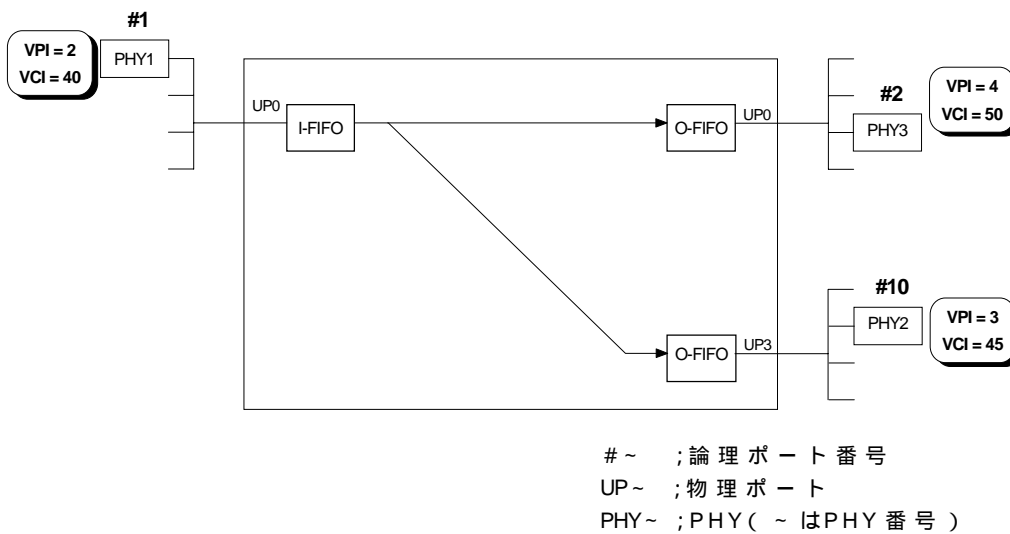 #1
VPI = 2
VCI = 40
PHY1
UP0
I-FIFO
O-FIFO
UP0
#2
PHY3
VPI = 4
VCI = 50
O-FIFO
UP3
#10
PHY2
VPI = 3
VCI = 45
#~ ;論理ポート番号
UP~ ;物理ポート
PHY~ ;PHY( ~はPHY番号)